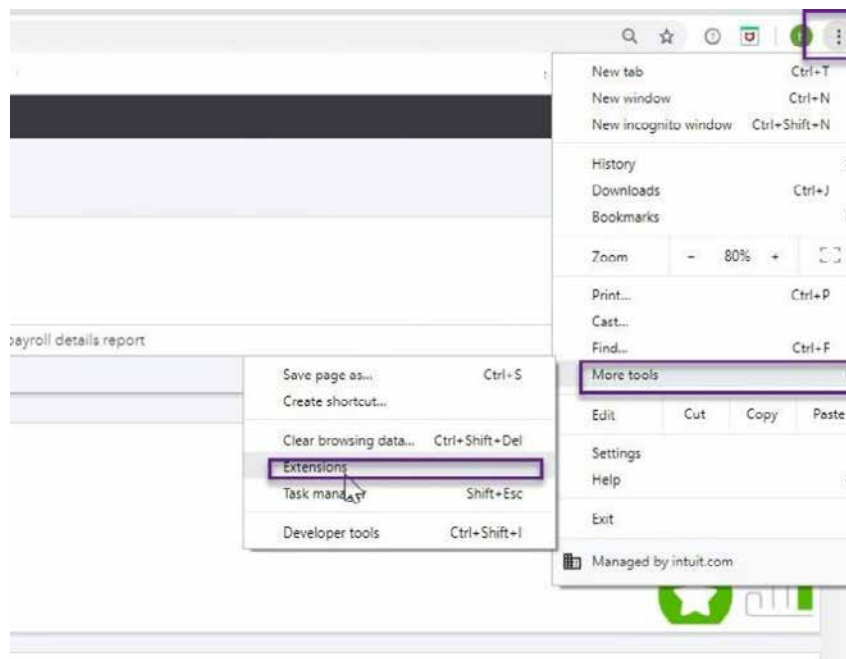 New tab Ctrl+T
New window Ctrl+N
New incognito window Ctrl+Shift+N
History
Downloads Ctrl+J
Bookmarks
Zoom - 80% +
Print... Ctrl+P
Cast...
Find... Ctrl+F
More tools
Edit Cut Copy Paste
Settings
Help
Exit
Managed by intuit.com
payroll details report
Save page as... Ctrl+S
Create shortcut...
Clear browsing data... Ctrl+Shift+Del
Extensions
Task manager Shift+Esc
Developer tools Ctrl+Shift+I